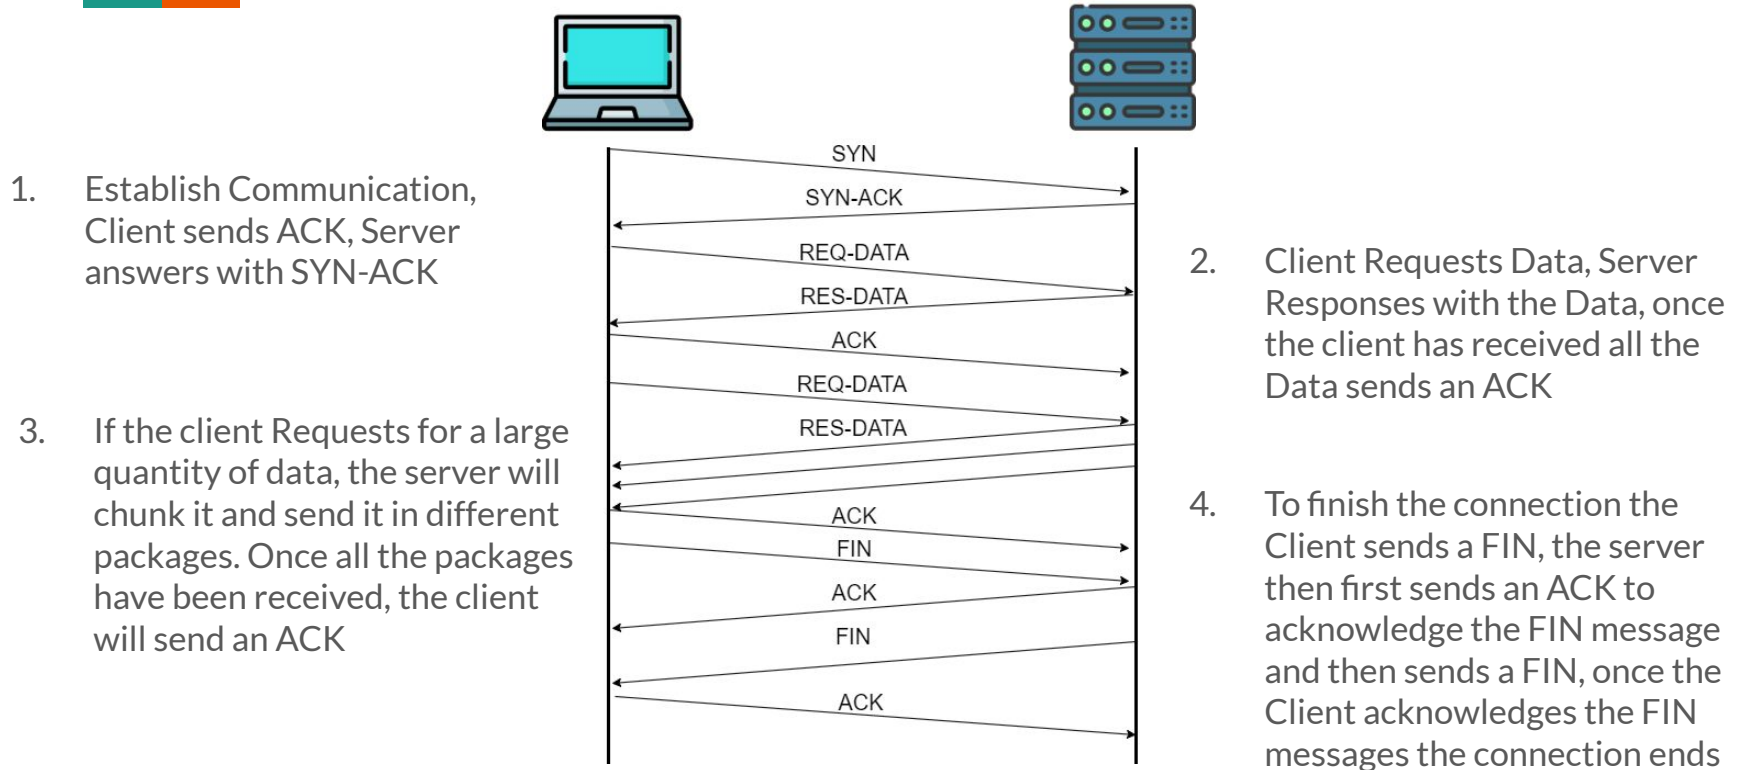 SYN
SYN-ACK
REQ-DATA
RES-DATA
ACK
REQ-DATA
RES-DATA
ACK
FIN
ACK
FIN
ACK
1. Establish Communication,
Client sends ACK, Server
answers with SYN-ACK
2. Client Requests Data, Server
Responses with the Data, once
the client has received all the
Data sends an ACK
3. If the client Requests for a large
quantity of data, the server will
chunk it and send it in different
packages. Once all the packages
have been received, the client
will send an ACK
4. To finish the connection the
Client sends a FIN, the server
then first sends an ACK to
acknowledge the FIN message
and then sends a FIN, once the
Client acknowledges the FIN
messages the connection ends